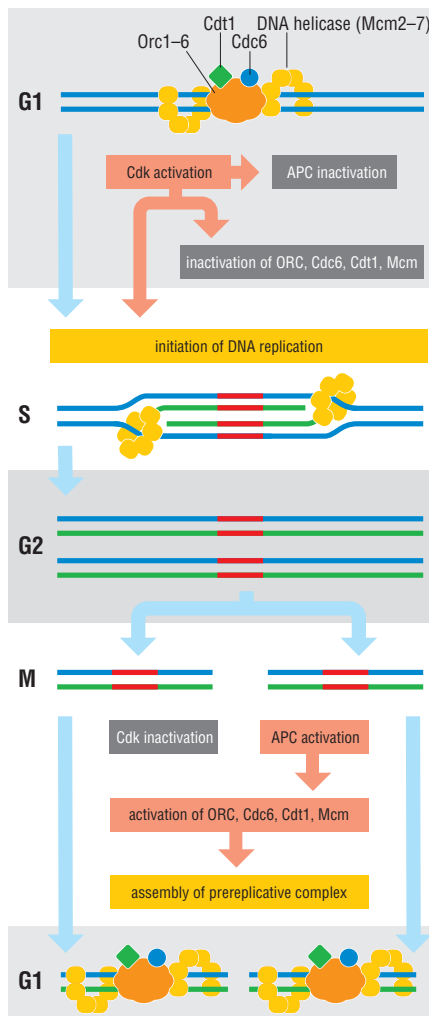 Cdt1
DNA helicase (Mcm2–7)
Orc1–6
Cdc6
G1
Cdk activation
APC inactivation
inactivation of ORC, Cdc6, Cdt1, Mcm
initiation of DNA replication
S
G2
M
Cdk inactivation
APC activation
activation of ORC, Cdc6, Cdt1, Mcm
assembly of prereplicative complex
G1